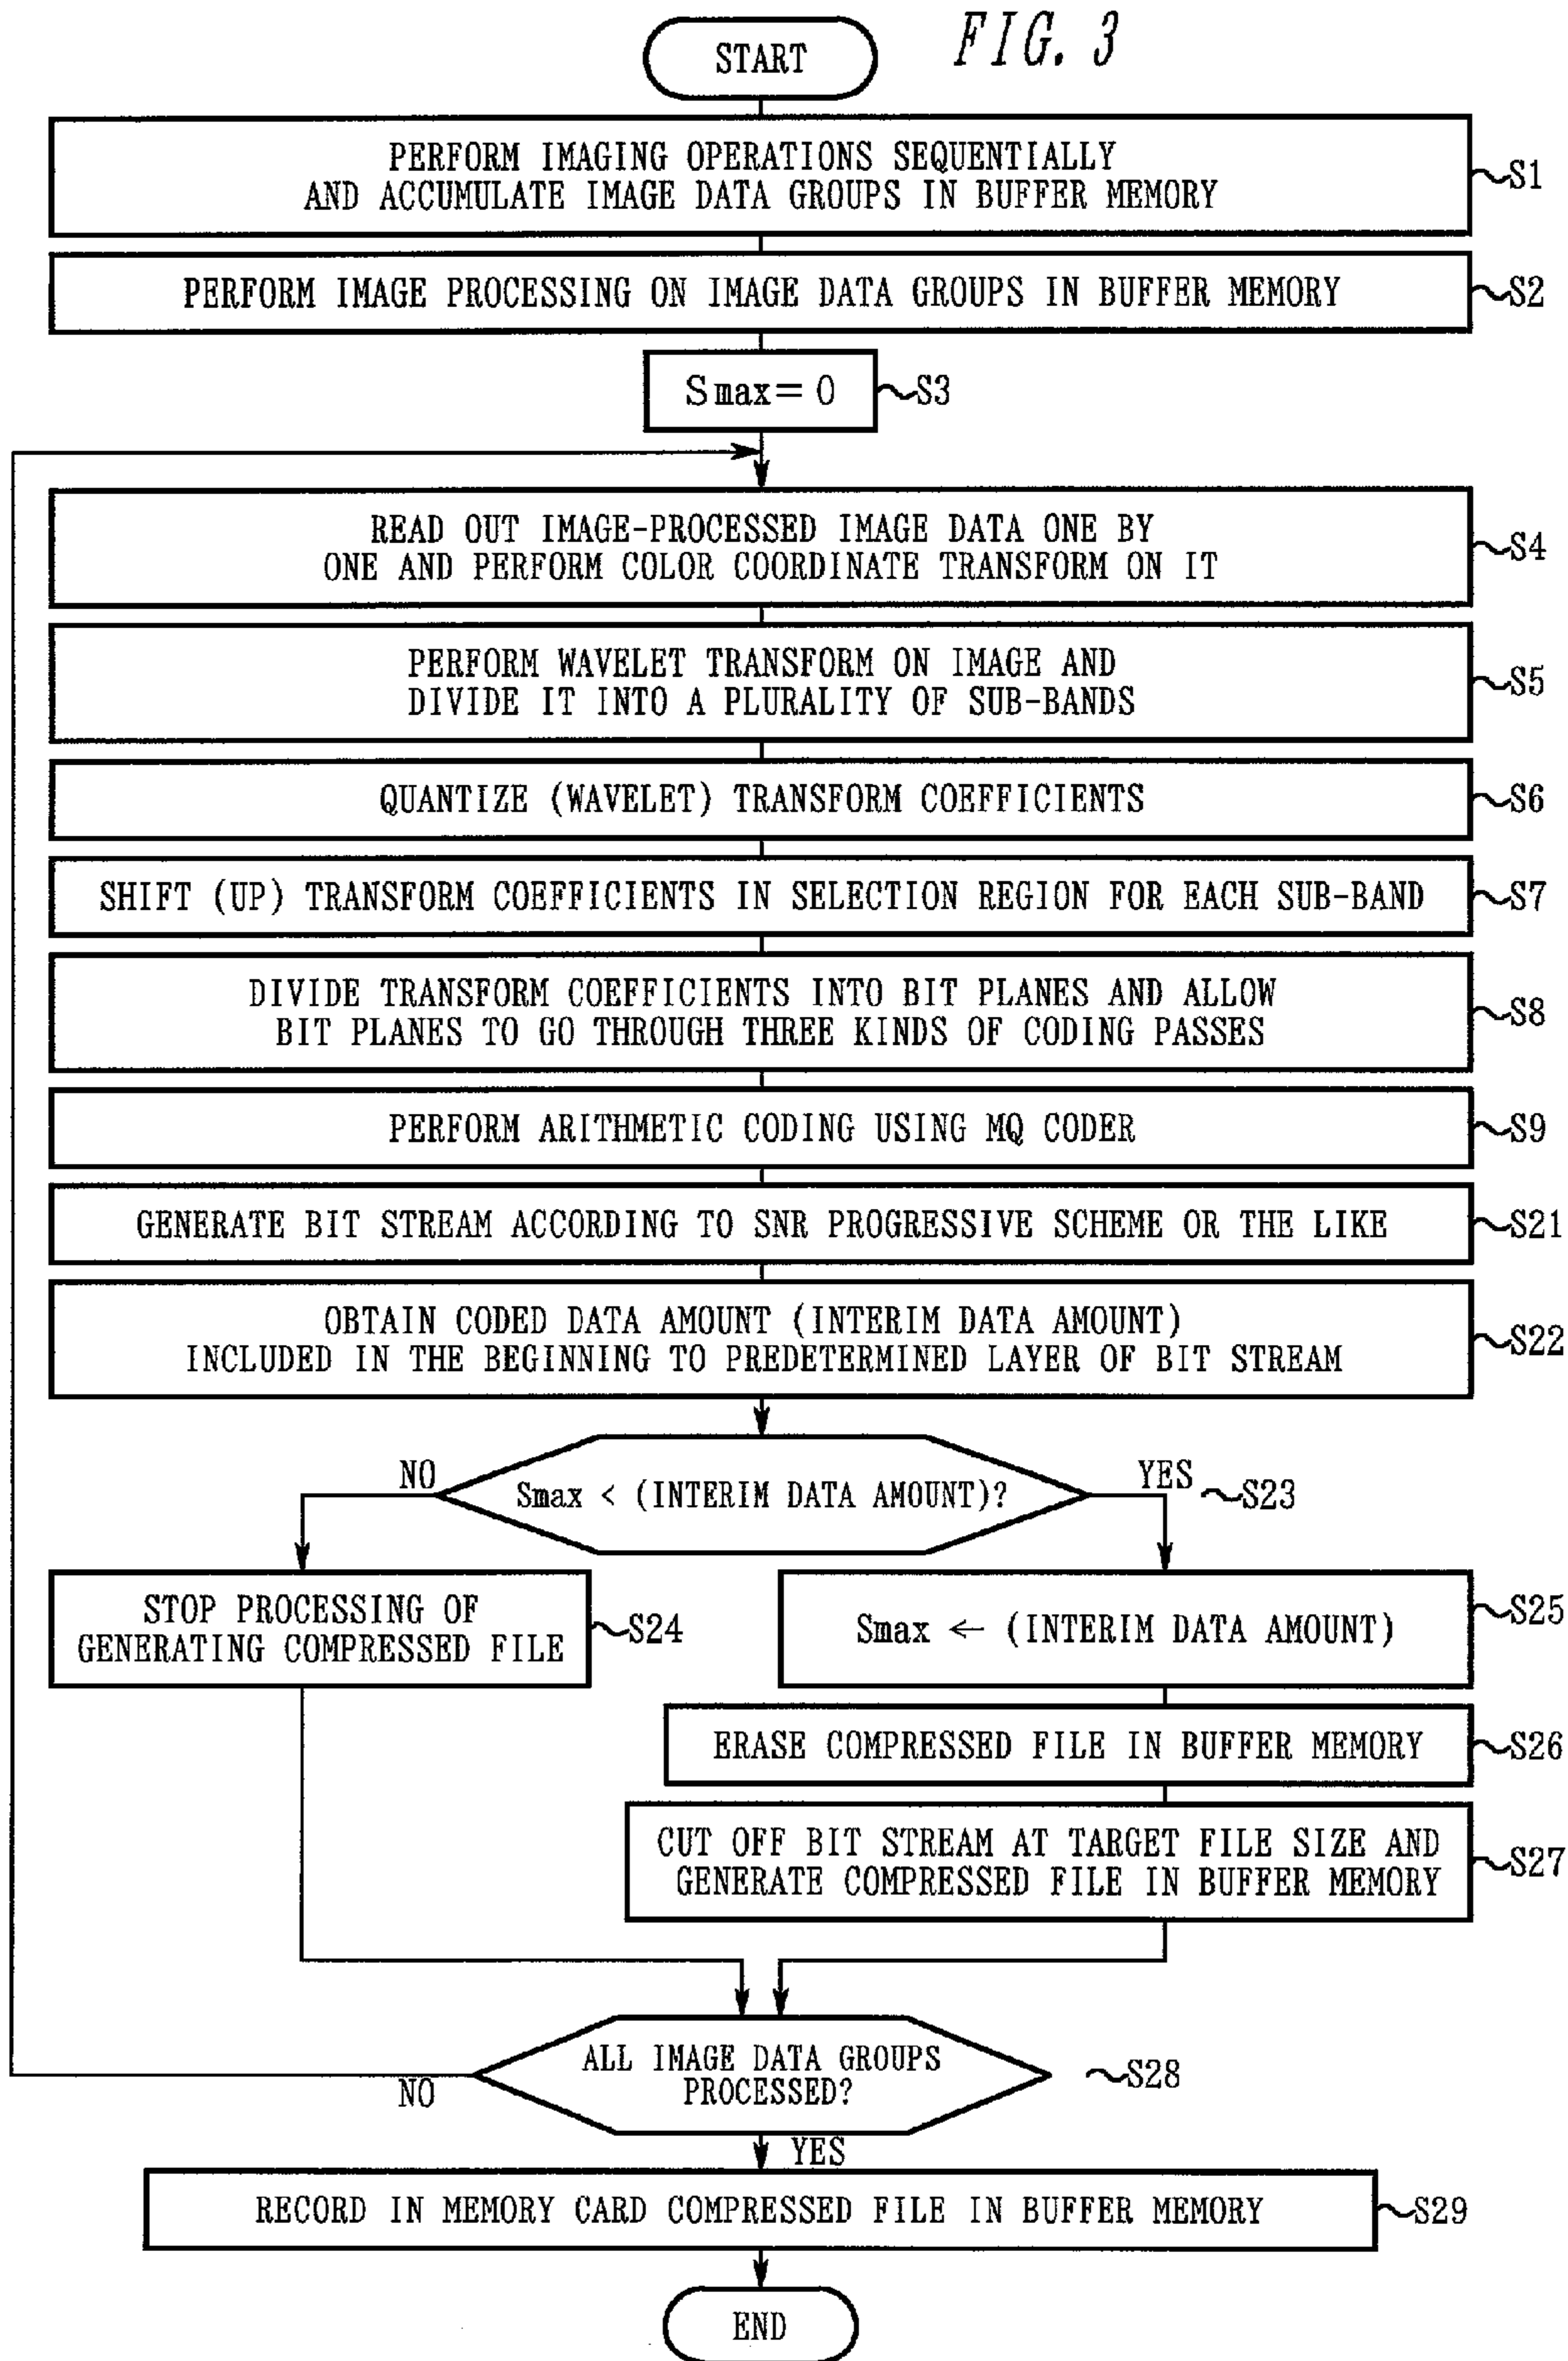 FIG. 3
START
PERFORM IMAGING OPERATIONS SEQUENTIALLY
AND ACCUMULATE IMAGE DATA GROUPS IN BUFFER MEMORY
S1
PERFORM IMAGE PROCESSING ON IMAGE DATA GROUPS IN BUFFER MEMORY
S2
Smax=0
S3
READ OUT IMAGE-PROCESSED IMAGE DATA ONE BY
ONE AND PERFORM COLOR COORDINATE TRANSFORM ON IT
S4
PERFORM WAVELET TRANSFORM ON IMAGE AND
DIVIDE IT INTO A PLURALITY OF SUB-BANDS
S5
QUANTIZE (WAVELET) TRANSFORM COEFFICIENTS
S6
SHIFT (UP) TRANSFORM COEFFICIENTS IN SELECTION REGION FOR EACH SUB-BAND
S7
DIVIDE TRANSFORM COEFFICIENTS INTO BIT PLANES AND ALLOW
BIT PLANES TO GO THROUGH THREE KINDS OF CODING PASSES
S8
PERFORM ARITHMETIC CODING USING MQ CODER
S9
GENERATE BIT STREAM ACCORDING TO SNR PROGRESSIVE SCHEME OR THE LIKE
S21
OBTAIN CODED DATA AMOUNT (INTERIM DATA AMOUNT)
INCLUDED IN THE BEGINNING TO PREDETERMINED LAYER OF BIT STREAM
S22
NO
Smax < (INTERIM DATA AMOUNT)?
YES
S23
STOP PROCESSING OF
GENERATING COMPRESSED FILE
S24
Smax ← (INTERIM DATA AMOUNT)
S25
ERASE COMPRESSED FILE IN BUFFER MEMORY
S26
CUT OFF BIT STREAM AT TARGET FILE SIZE AND
GENERATE COMPRESSED FILE IN BUFFER MEMORY
S27
ALL IMAGE DATA GROUPS
PROCESSED?
S28
NO
YES
RECORD IN MEMORY CARD COMPRESSED FILE IN BUFFER MEMORY
S29
END